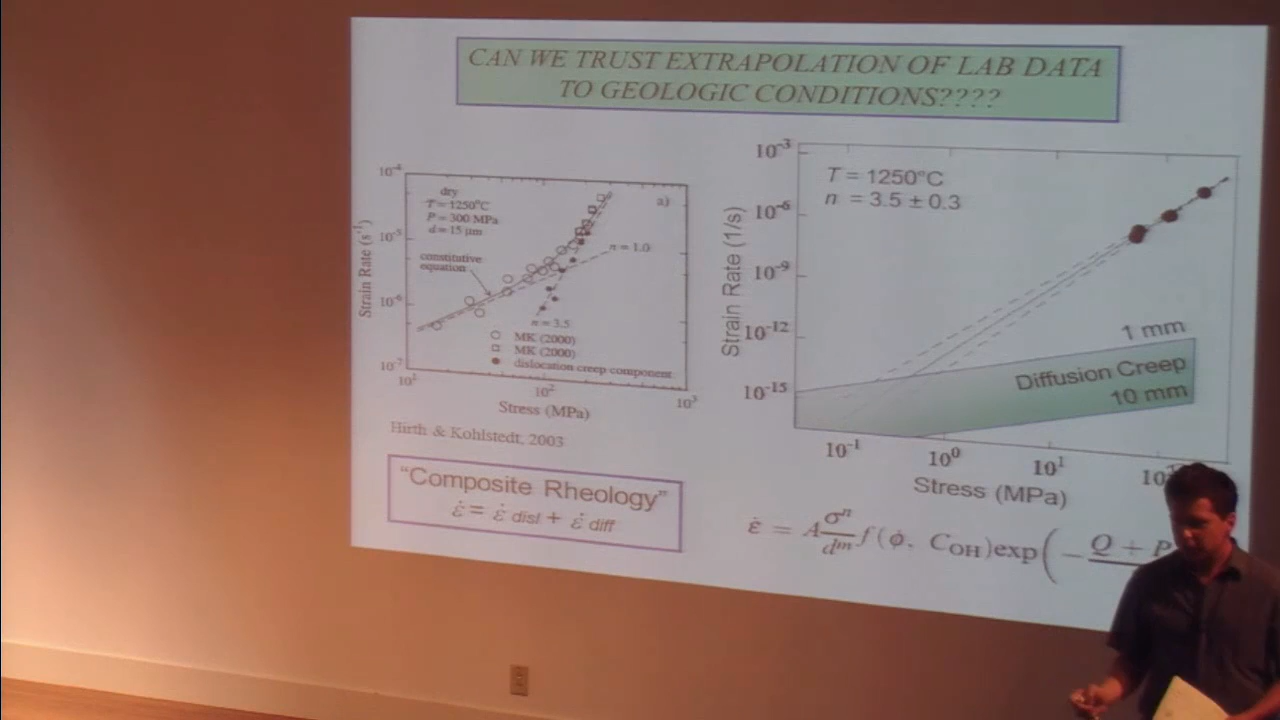 CAN WE TRUST EXTRAPOLATION OF LAB DATA
TO GEOLOGIC CONDITIONS????
10⁻⁴
10⁻⁵
10⁻⁶
10⁻⁷
Strain Rate (s⁻¹)
dry
T = 1250°C
P = 300 MPa
d = 15 μm
a)
constitutive
equation
n = 1.0
n = 3.5
MK (2000)
MK (2000)
dislocation creep component
10¹
10²
10³
Stress (MPa)
Hirth & Kohlstedt, 2003
"Composite Rheology"
ε̇ = ε̇ disl + ε̇ diff
10⁻³
10⁻⁶
10⁻⁹
10⁻¹²
10⁻¹⁵
Strain Rate (1/s)
T = 1250°C
n = 3.5 ± 0.3
1 mm
Diffusion Creep
10 mm
10⁻¹
10⁰
10¹
10
Stress (MPa)
ε̇ = A σⁿ/dᵐ f(ϕ, C_OH)exp(− Q + P